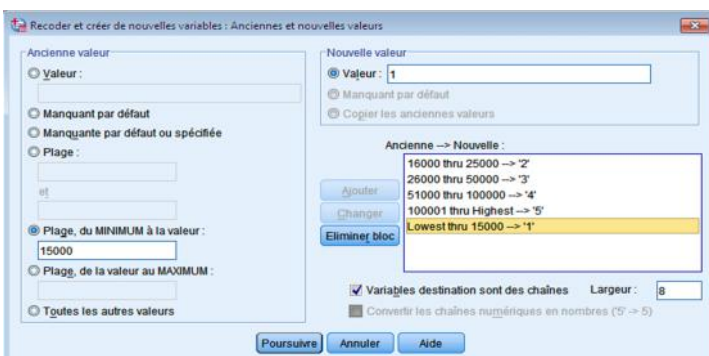 Recoder et créer de nouvelles variables : Anciennes et nouvelles valeurs
Ancienne valeur
Valeur :
Manquant par défaut
Manquante par défaut ou spécifiée
Plage :
et
Plage, du MINIMUM à la valeur :
15000
Plage, de la valeur au MAXIMUM :
Toutes les autres valeurs
Nouvelle valeur
Valeur : 1
Manquant par défaut
Copier les anciennes valeurs
Ancienne --> Nouvelle :
16000 thru 25000 --> '2'
26000 thru 50000 --> '3'
51000 thru 100000 --> '4'
100001 thru Highest --> '5'
Lowest thru 15000 --> '1'
Ajouter
Changer
Eliminer bloc
Variables destination sont des chaînes Largeur : 8
Convertir les chaînes numériques en nombres ('5' -> 5)
Poursuivre Annuler Aide